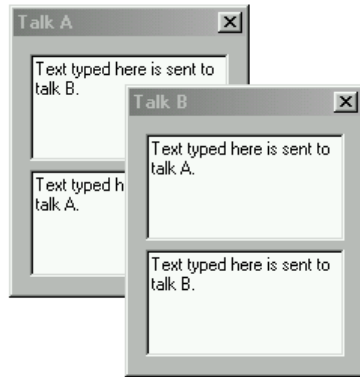 Talk A
Text typed here is sent to
talk B.
Text typed h
talk A.
Talk B
Text typed here is sent to
talk A.
Text typed here is sent to
talk B.